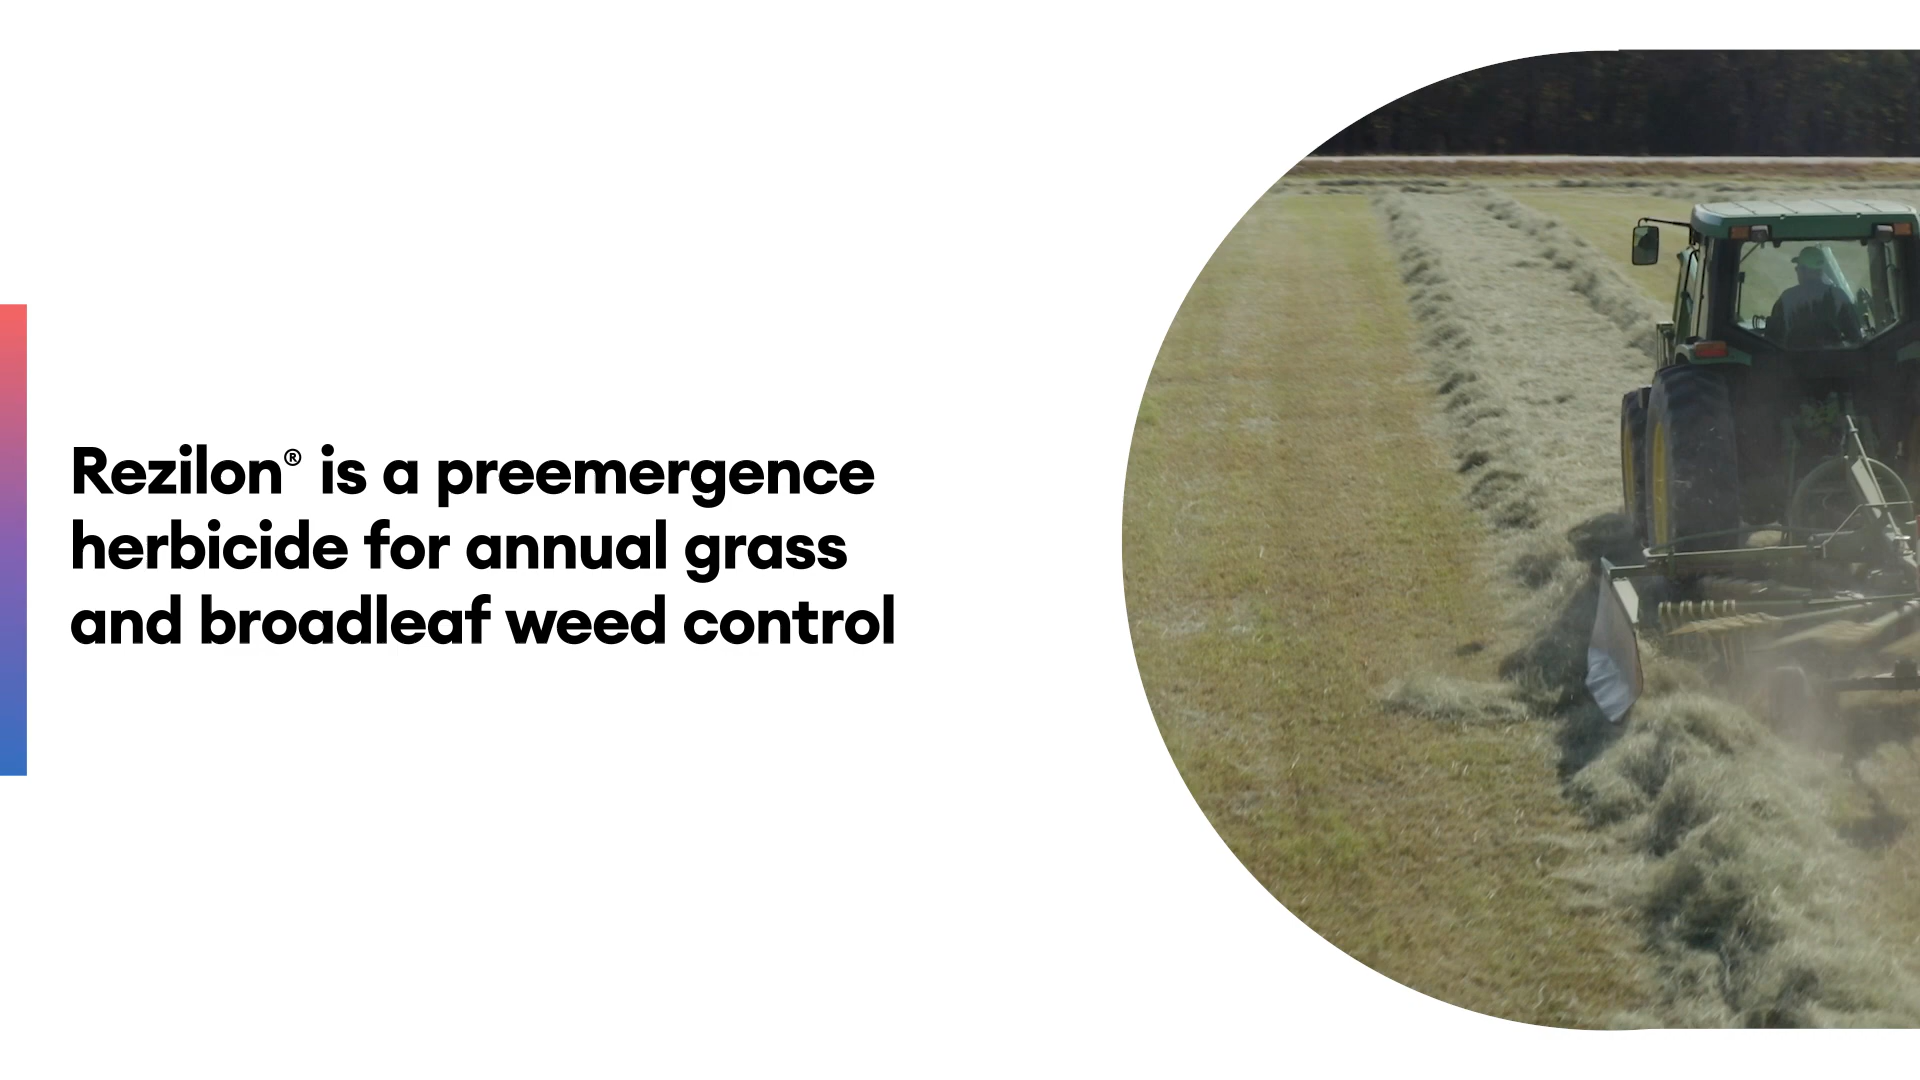 Rezilon® is a preemergence
herbicide for annual grass
and broadleaf weed control